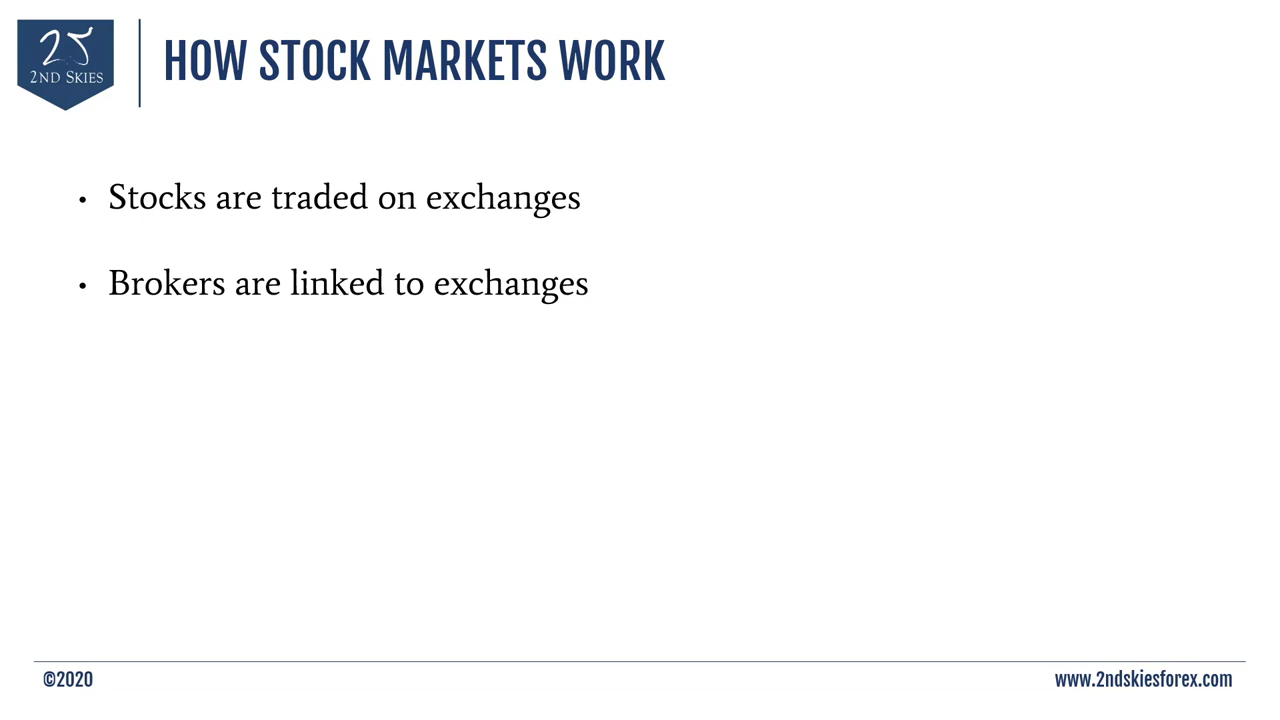 2S
2ND SKIES
HOW STOCK MARKETS WORK
• Stocks are traded on exchanges
• Brokers are linked to exchanges
©2020
www.2ndskiesforex.com